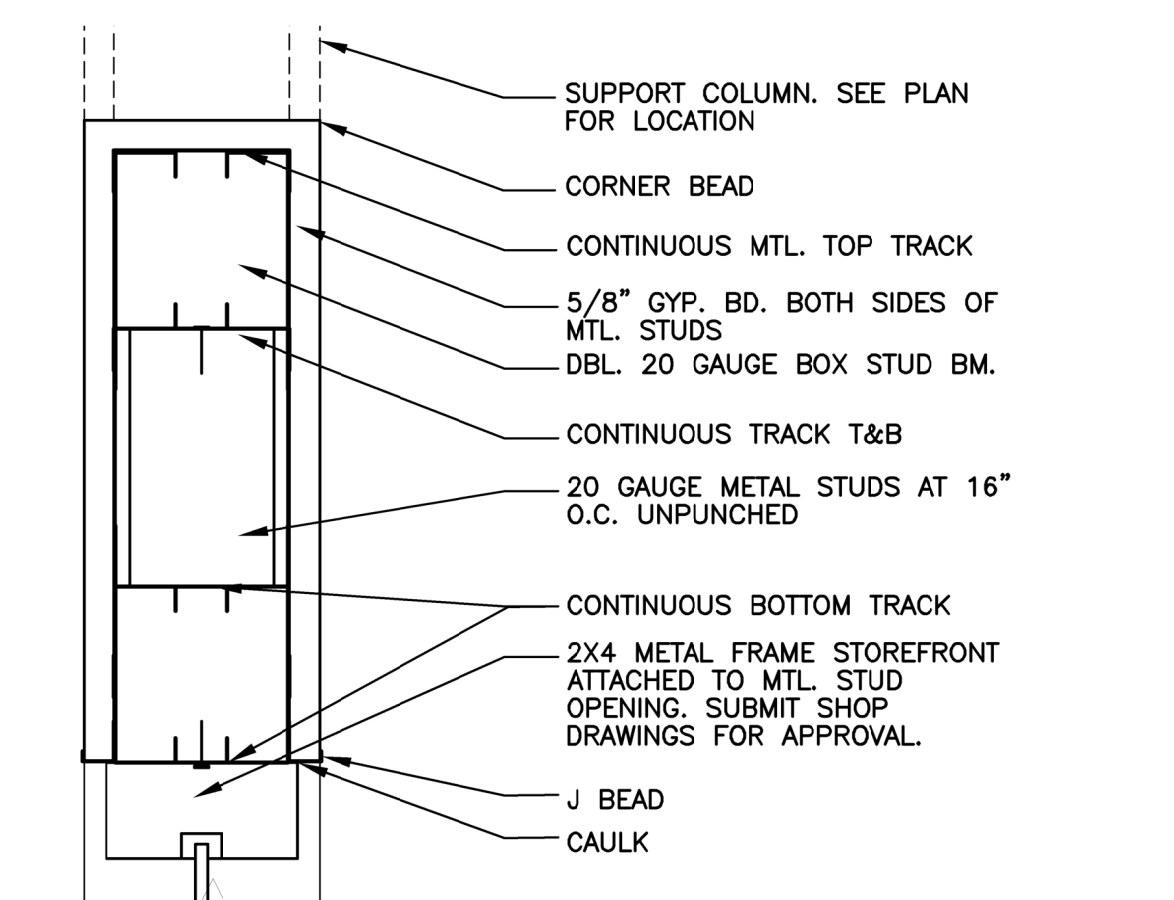 SUPPORT COLUMN. SEE PLAN
FOR LOCATION
CORNER BEAD
CONTINUOUS MTL. TOP TRACK
5/8" GYP. BD. BOTH SIDES OF
MTL. STUDS
DBL. 20 GAUGE BOX STUD BM.
CONTINUOUS TRACK T&B
20 GAUGE METAL STUDS AT 16"
O.C. UNPUNCHED
CONTINUOUS BOTTOM TRACK
2X4 METAL FRAME STOREFRONT
ATTACHED TO MTL. STUD
OPENING. SUBMIT SHOP
DRAWINGS FOR APPROVAL.
J BEAD
CAULK